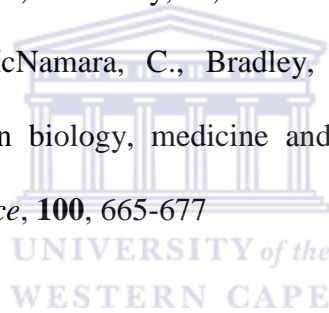 cNamara, C., Bradley,
n biology, medicine and
ce, 100, 665-677
UNIVERSITY of the
WESTERN CAPE